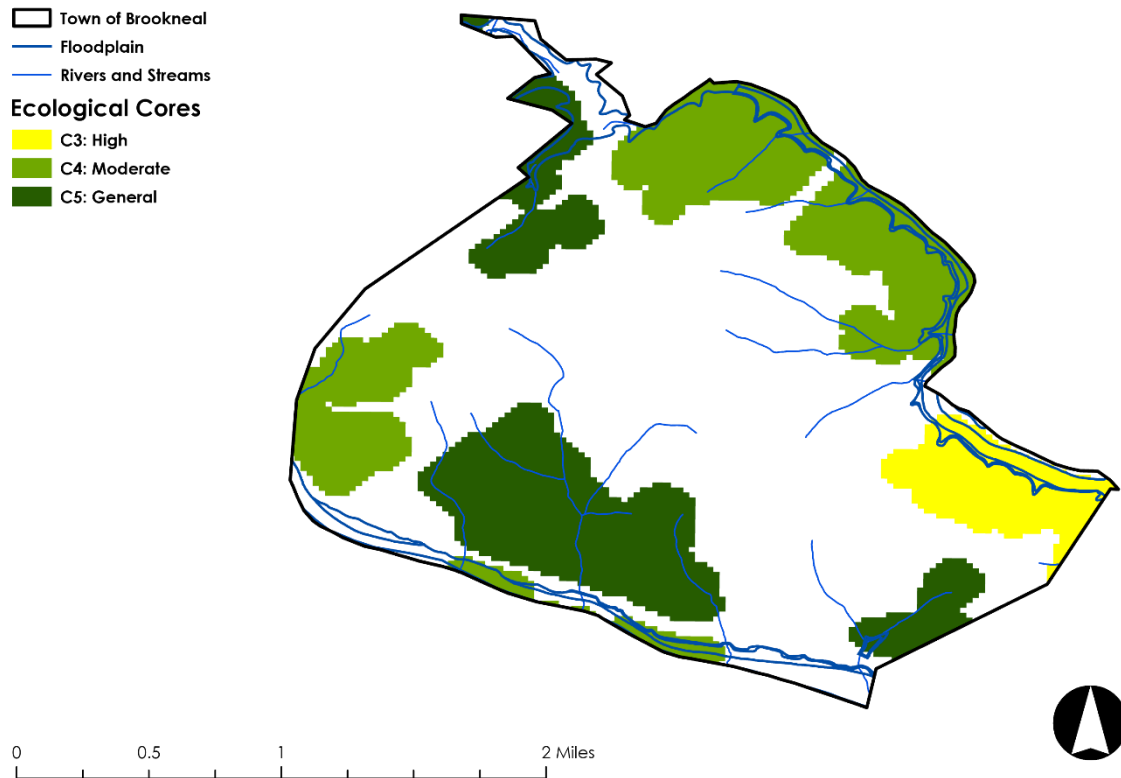 Town of Brookneal
Floodplain
Rivers and Streams
Ecological Cores
C3: High
C4: Moderate
C5: General
0 0.5 1 2 Miles